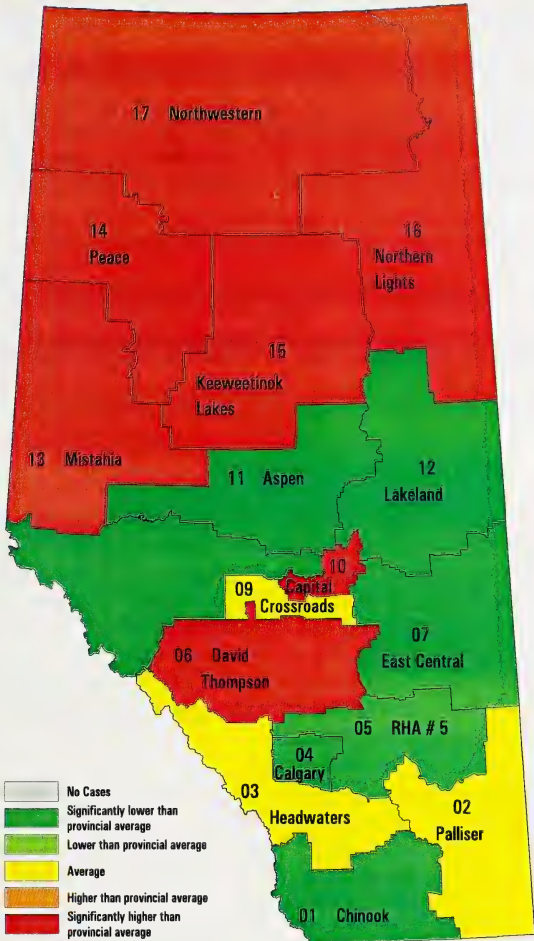 17 Northwestern
14
Peace
16
Northern
Lights
15
Keeweetinok
Lakes
13 Mistahia
11 Aspen
12
Lakeland
10
Capital
09
Crossroads
06 David
Thompson
07
East Central
05 RHA # 5
04
Calgary
03
Headwaters
02
Palliser
01 Chinook
No Cases
Significantly lower than
provincial average
Lower than provincial average
Average
Higher than provincial average
Significantly higher than
provincial average